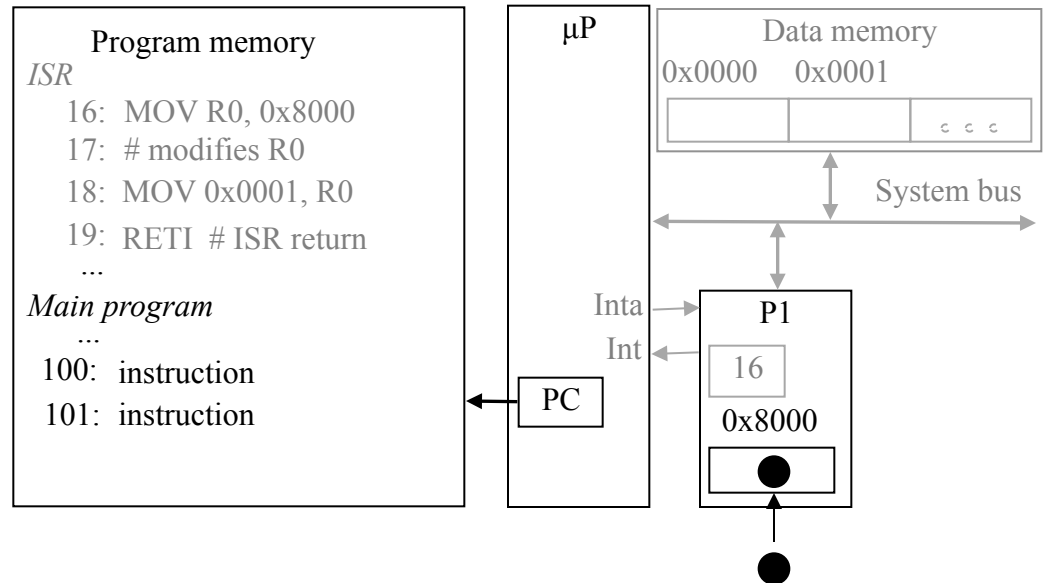 Program memory
ISR
16: MOV R0, 0x8000
17: # modifies R0
18: MOV 0x0001, R0
19: RETI # ISR return
...
Main program
...
100: instruction
101: instruction
μP
PC
Data memory
0x0000 0x0001
System bus
Inta
Int
P1
16
0x8000